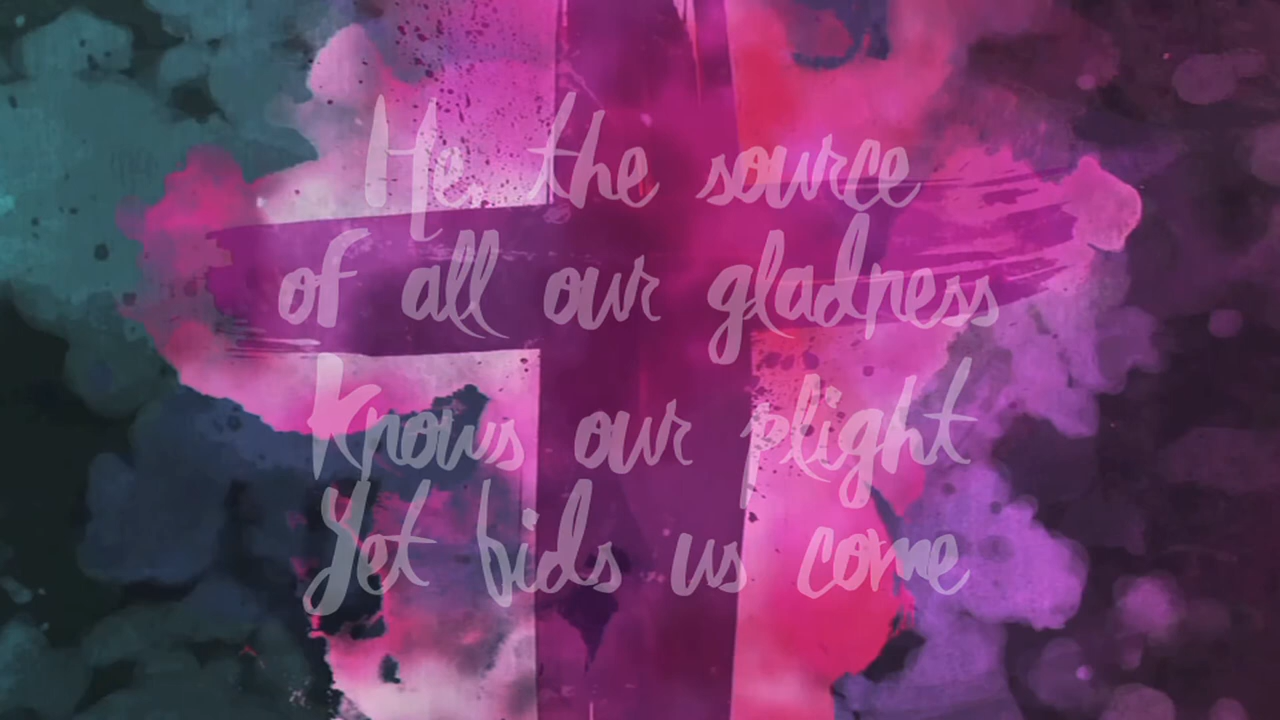 He, the source
of all our gladness
Knows our plight
Yet bids us come